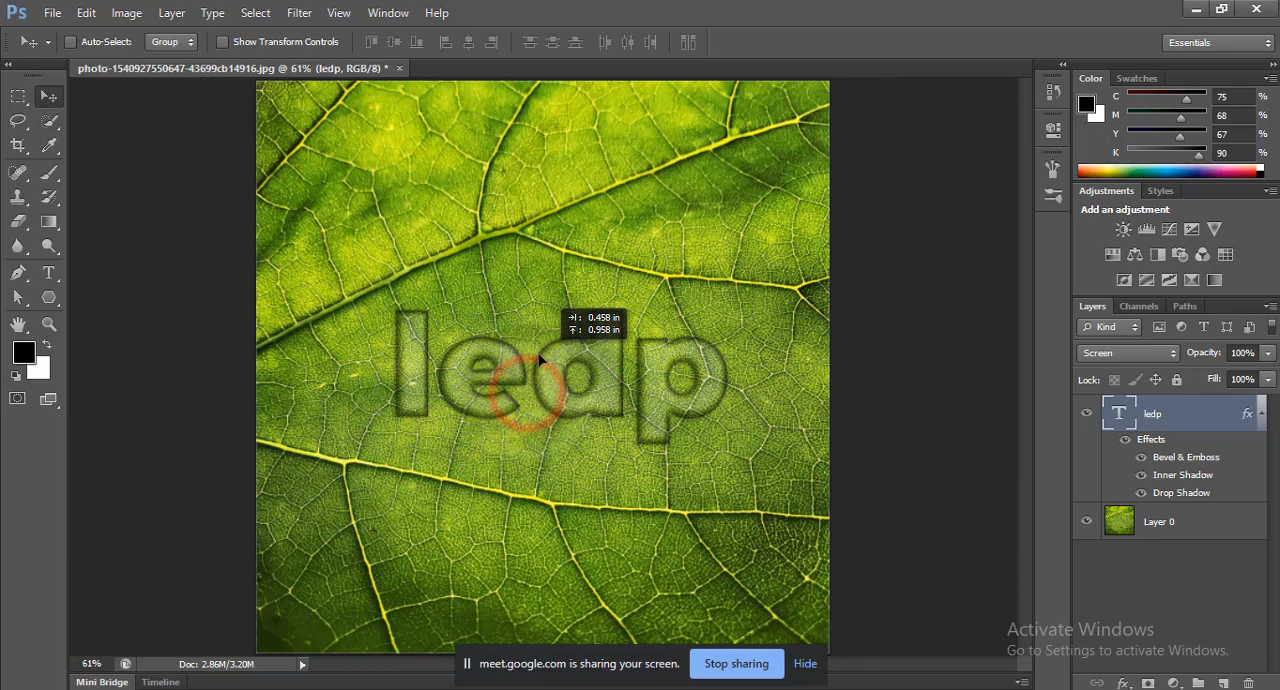 Ps File Edit Image Layer Type Select Filter View Window Help
Auto-Select: Group Show Transform Controls Essentials
photo-1540927550647-43699cb14916.jpg @ 61% (ledp, RGB/8) * ×
Color Swatches
C 75 %
M 68 %
Y 67 %
K 90 %
Adjustments Styles
Add an adjustment
Layers Channels Paths
Kind
Screen Opacity: 100%
Lock: Fill: 100%
T ledp fx
Effects
Bevel & Emboss
Inner Shadow
Drop Shadow
Layer 0
0.458 in
0.958 in
ledp
Activate Windows
Go to Settings to activate Windows.
61% Doc: 2.86M/3.20M
meet.google.com is sharing your screen. Stop sharing Hide
Mini Bridge Timeline